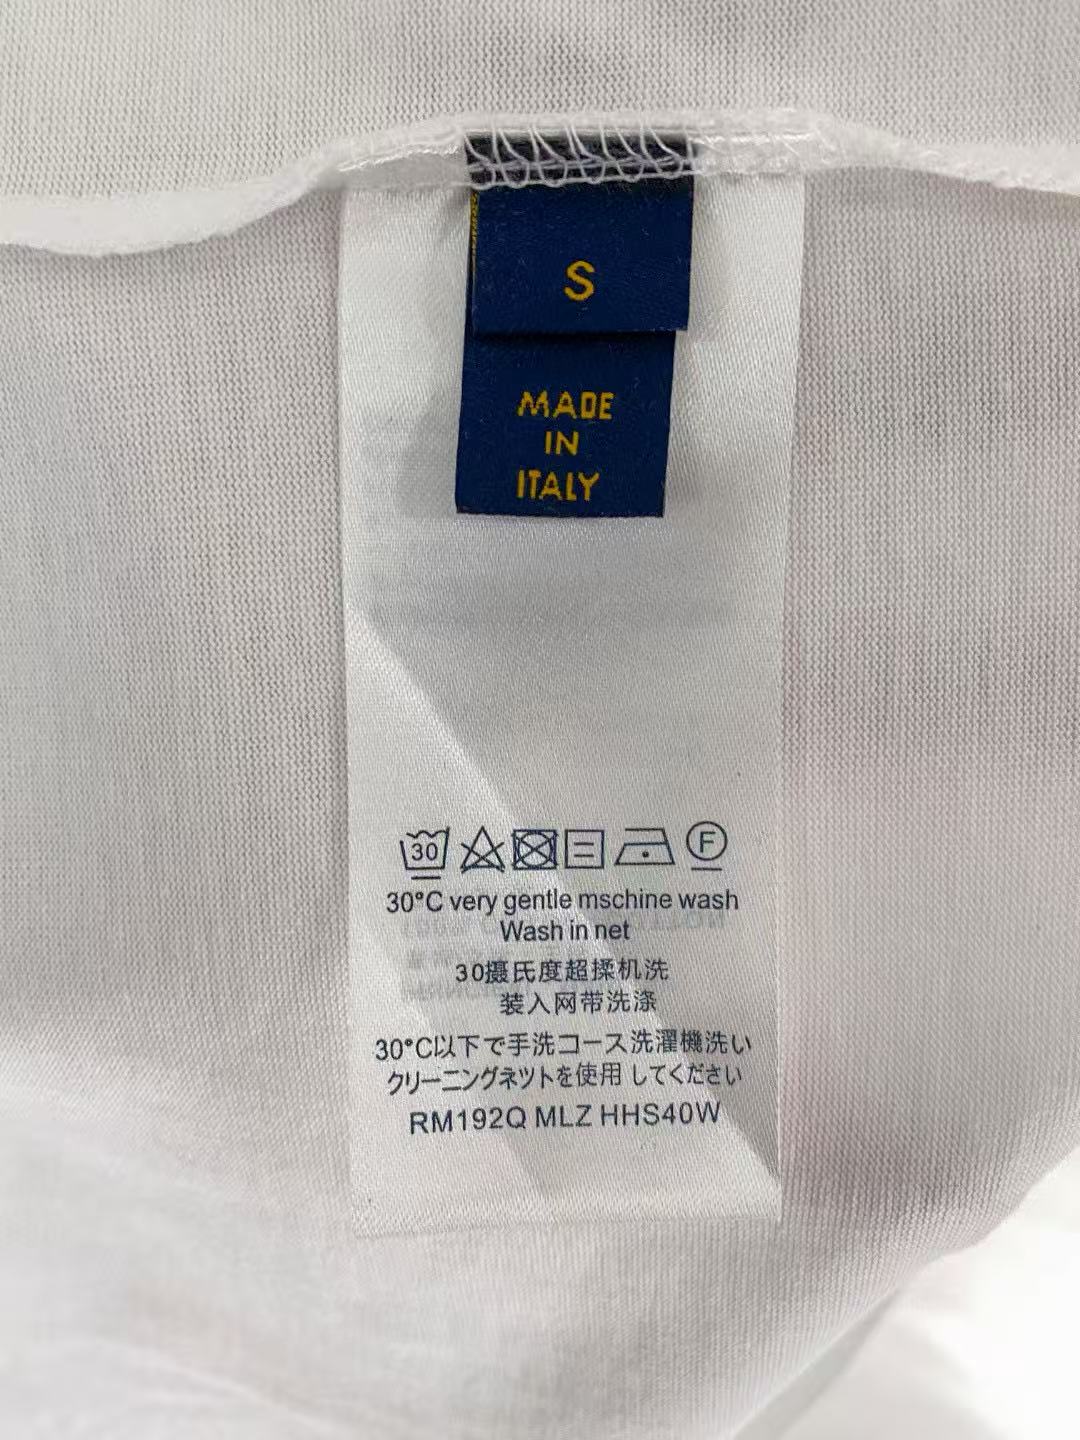 S
MADE
IN
ITALY
30
F
30°C very gentle mschine wash
Wash in net
30摄氏度超揉机洗
装入网带洗涤
30°C以下で手洗コース洗濯機洗い
クリーニングネツトを使用してください
RM192Q MLZ HHS40W